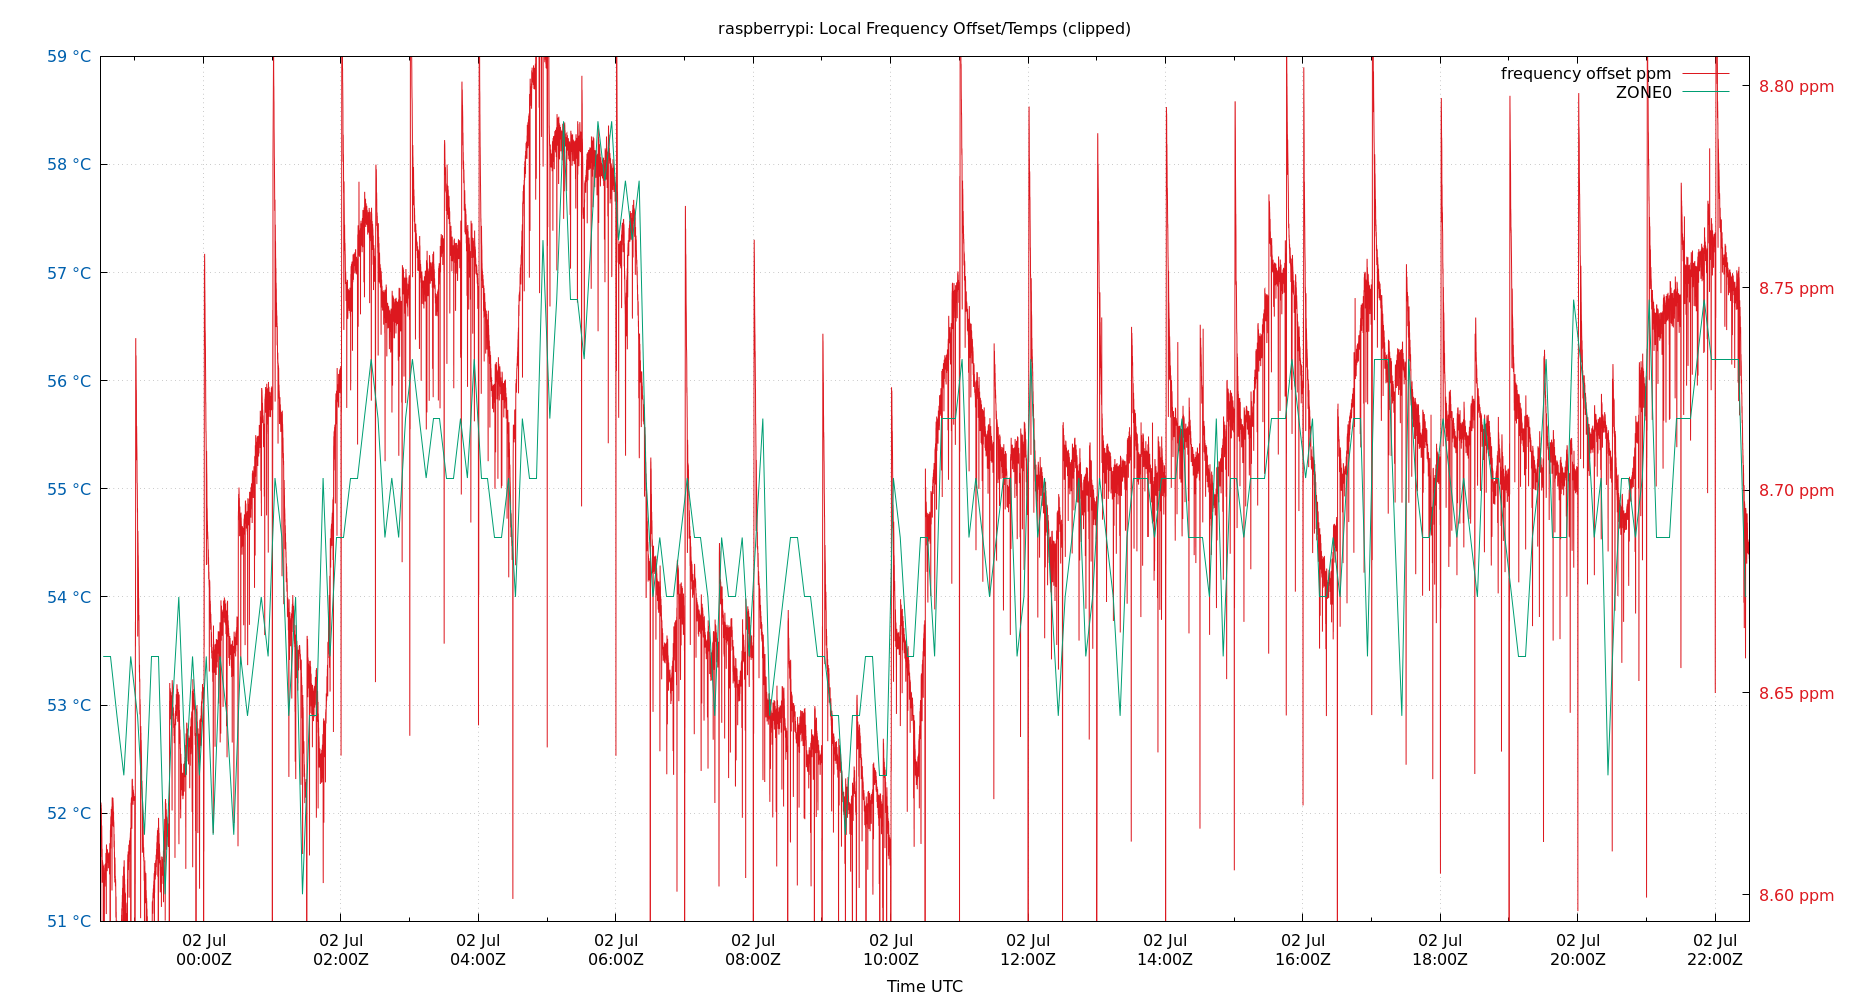 raspberrypi: Local Frequency Offset/Temps (clipped)
59 °C
58 °C
57 °C
56 °C
55 °C
54 °C
53 °C
52 °C
51 °C
frequency offset ppm
ZONE0
8.80 ppm
8.75 ppm
8.70 ppm
8.65 ppm
8.60 ppm
02 Jul 02 Jul 02 Jul 02 Jul 02 Jul 02 Jul 02 Jul 02 Jul 02 Jul 02 Jul 02 Jul 02 Jul
00:00Z 02:00Z 04:00Z 06:00Z 08:00Z 10:00Z 12:00Z 14:00Z 16:00Z 18:00Z 20:00Z 22:00Z
Time UTC